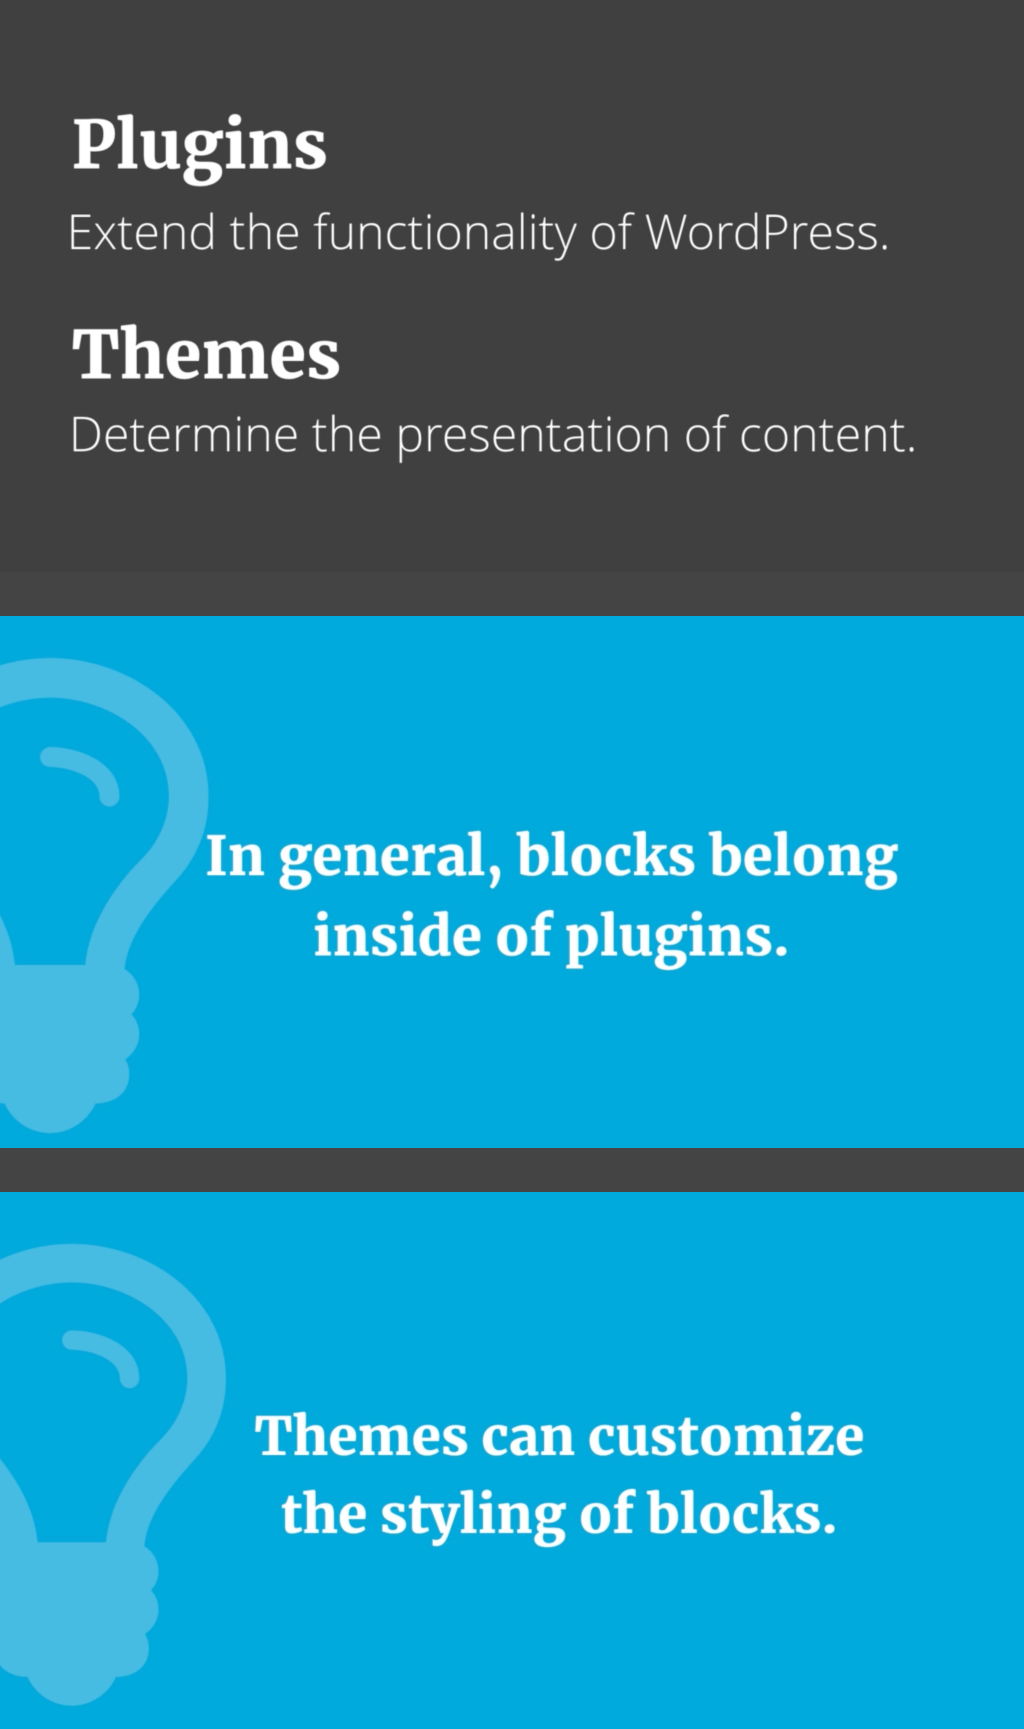 Plugins
Extend the functionality of WordPress.
Themes
Determine the presentation of content.
In general, blocks belong
inside of plugins.
Themes can customize
the styling of blocks.